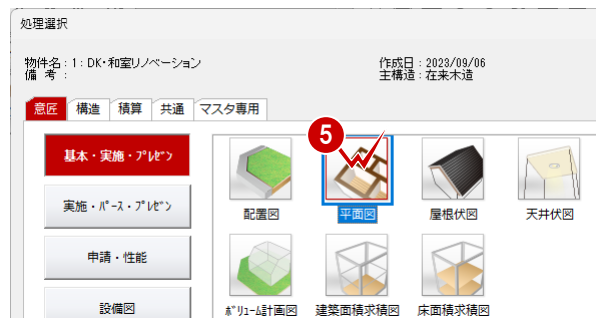 処理選択
物件名：1：DK･和室リノベーション
作成日：2023/09/06
備　考：
主構造：在来木造
意匠 構造 積算 共通 マスタ専用
5
基本・実施・ﾌﾟﾚｾﾞﾝ
配置図 平面図 屋根伏図 天井伏図
実施・ﾊﾟｰｽ・ﾌﾟﾚｾﾞﾝ
申請・性能
設備図
ﾎﾞﾘｭｰﾑ計画図 建築面積求積図 床面積求積図